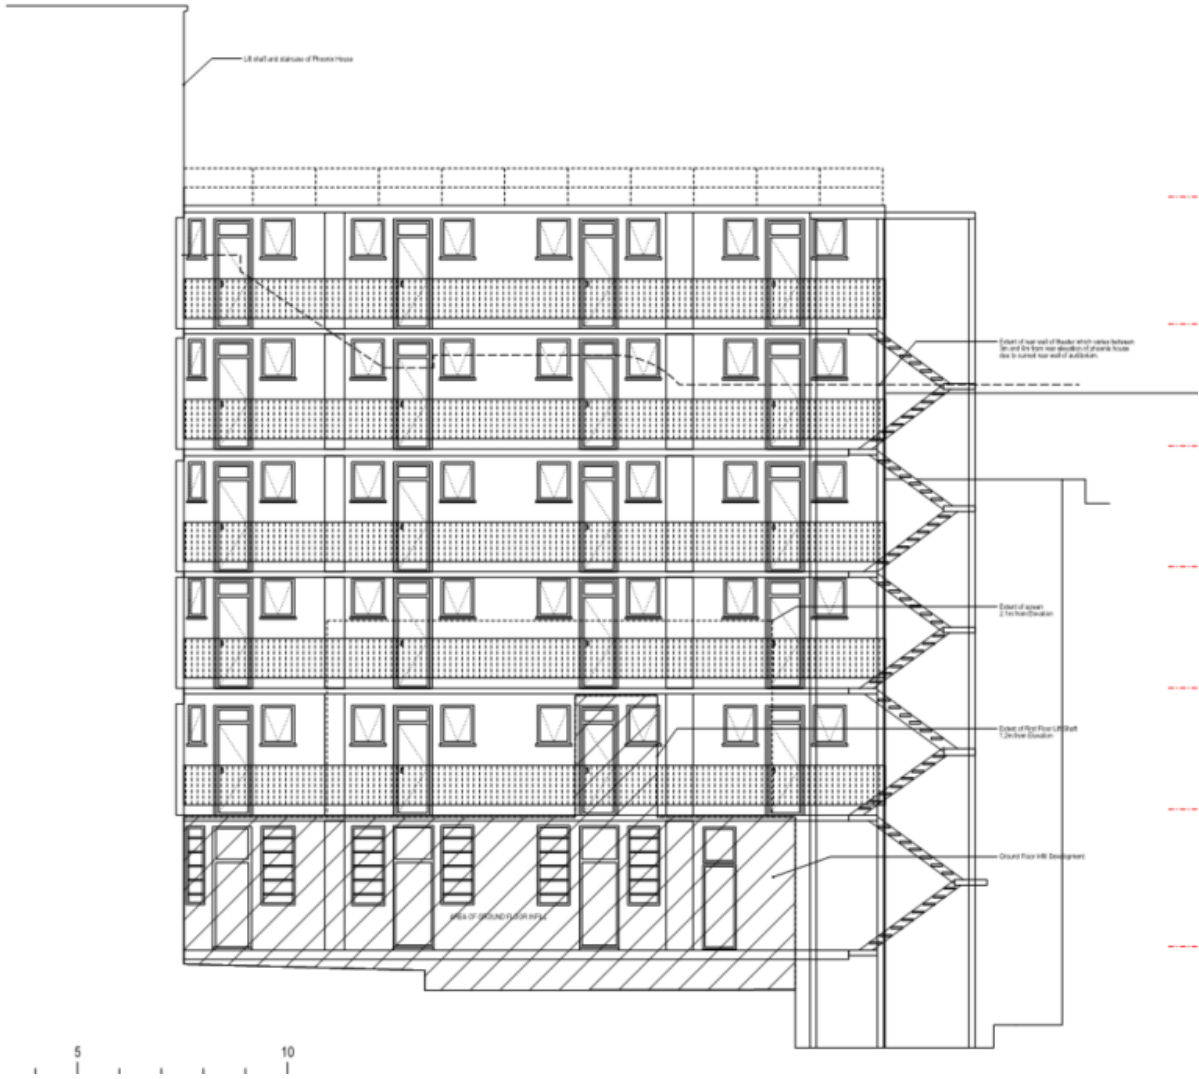 Lift shaft and staircase of Phoenix House
Extent of rear wall of theater which varies between
3m and 6m from rear elevation of phoenix house
due to curved rear wall of auditorium.
Extent of screen
2.1m from Elevation
Extent of First Floor Lift Shaft
1.2m from Elevation
Ground Floor Infill Development
AREA OF GROUND FLOOR INFILL
5 10